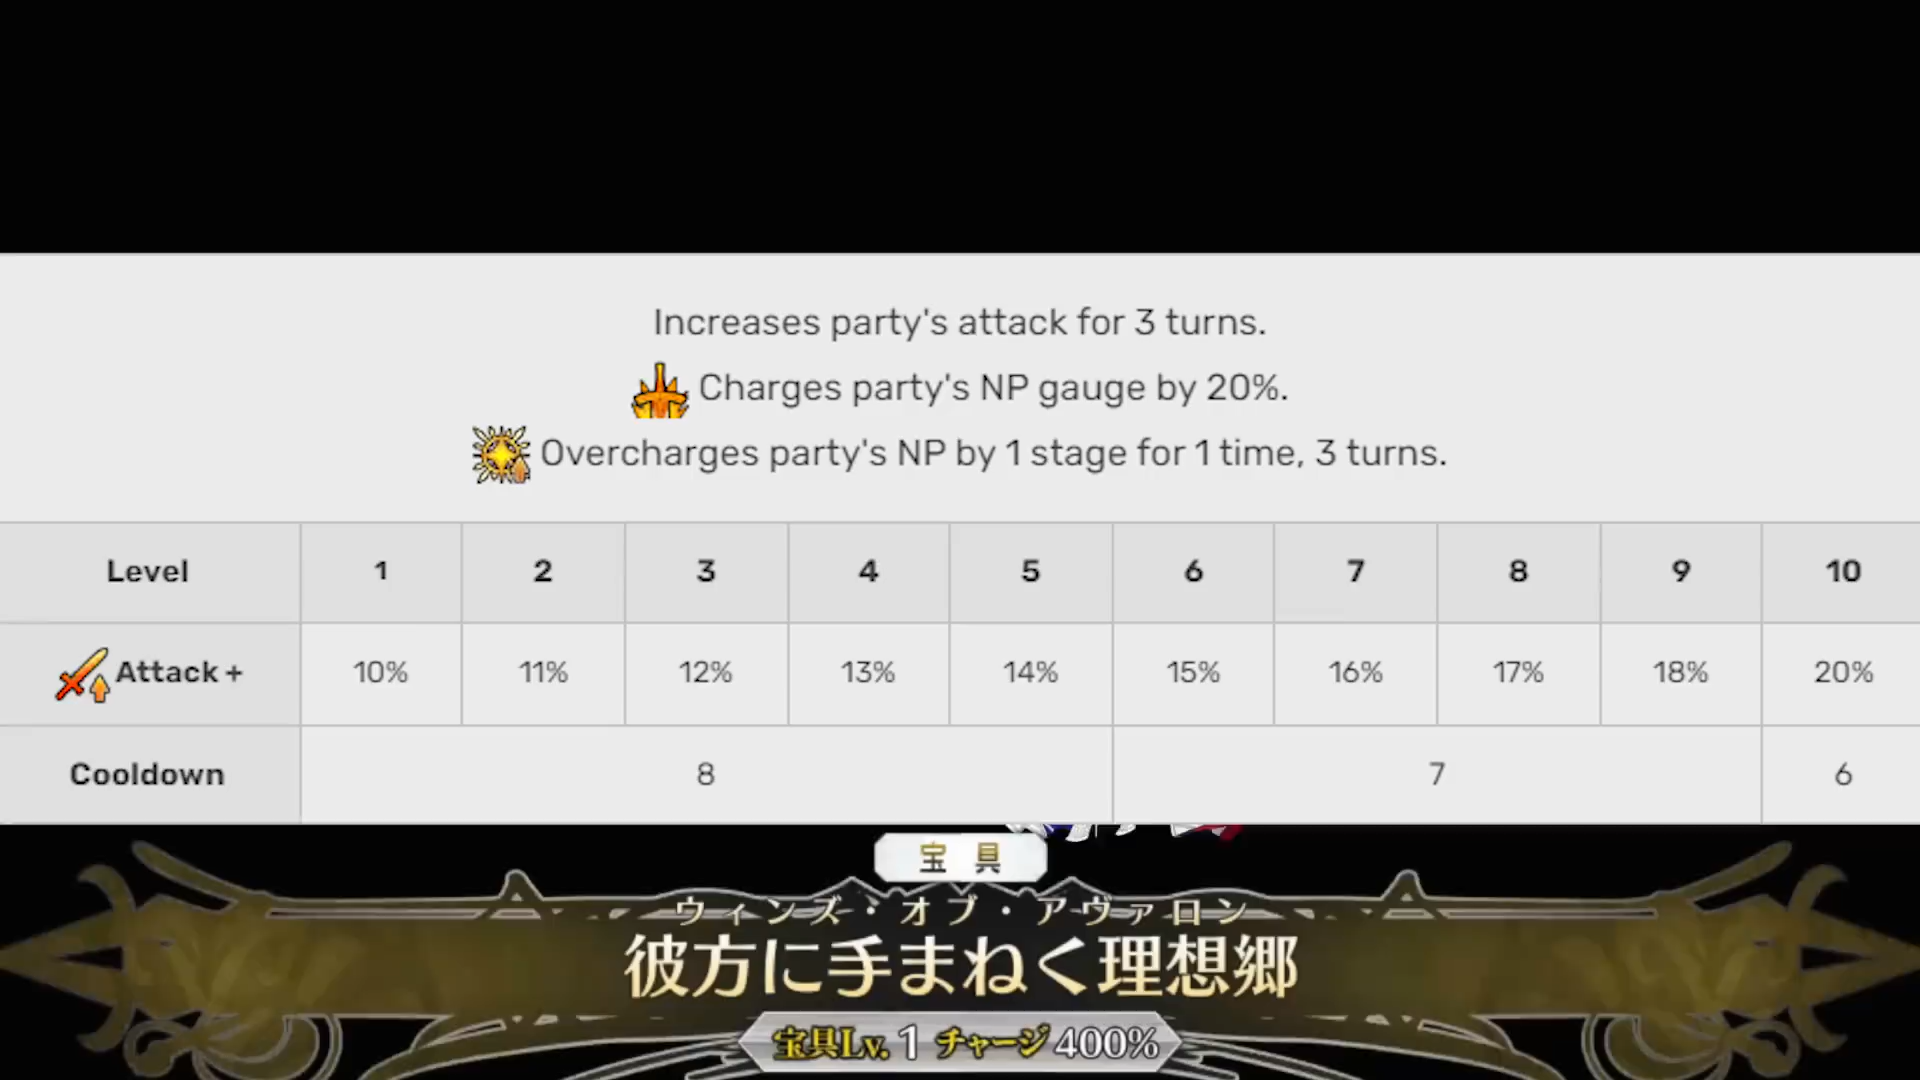 Increases party's attack for 3 turns.
Charges party's NP gauge by 20%.
Overcharges party's NP by 1 stage for 1 time, 3 turns.
Level 1 2 3 4 5 6 7 8 9 10
Attack + 10% 11% 12% 13% 14% 15% 16% 17% 18% 20%
Cooldown 8 7 6
宝具
ウィンズ・オブ・アヴァロン
彼方に手まねく理想郷
宝具Lv. 1 チャージ 400%